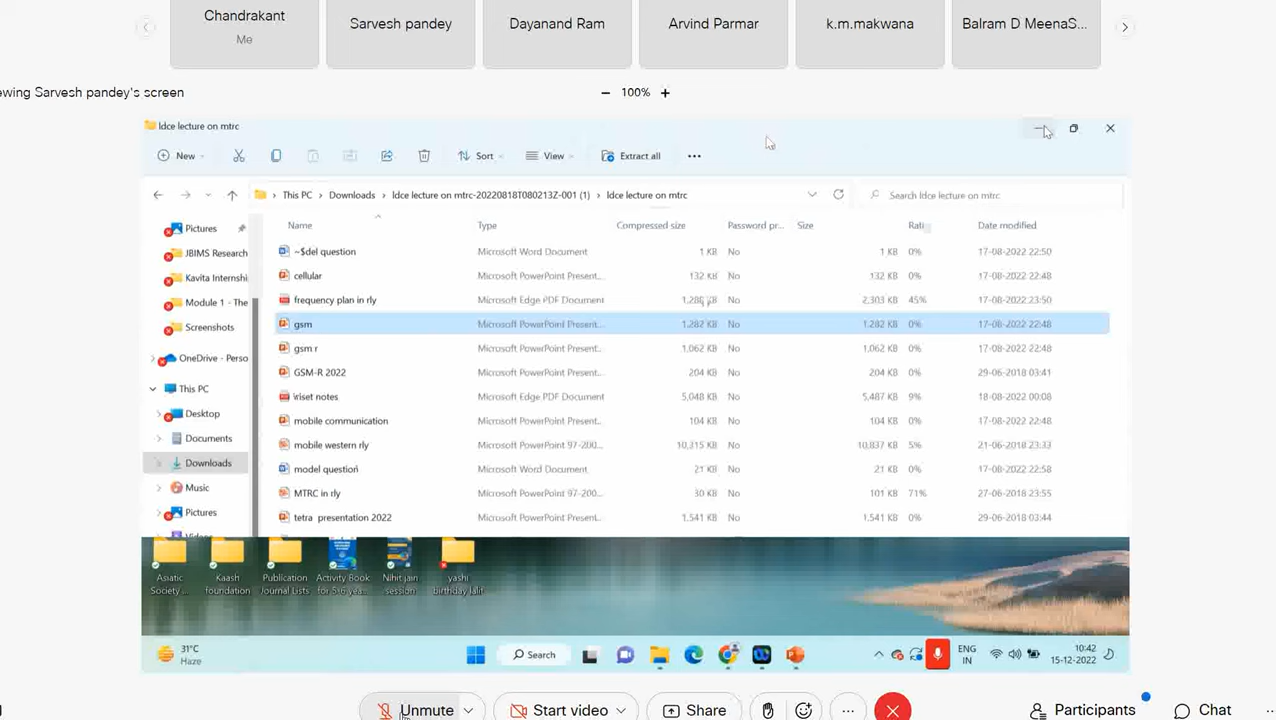 Chandrakant
Me
Sarvesh pandey
Dayanand Ram
Arvind Parmar
k.m.makwana
Balram D MeenaS...
ewing Sarvesh pandey's screen
100%
ldce lecture on mtrc
New
Sort
View
Extract all
This PC > Downloads > ldce lecture on mtrc-20220818T080213Z-001 (1) > ldce lecture on mtrc
Search ldce lecture on mtrc
Name Type Compressed size Password pr... Size Rati Date modified
~$del question Microsoft Word Document 1 KB No 1 KB 0% 17-08-2022 22:50
cellular Microsoft PowerPoint Present... 132 KB No 132 KB 0% 17-08-2022 22:48
frequency plan in rly Microsoft Edge PDF Document No 2,303 KB 45% 17-08-2022 23:50
gsm Microsoft PowerPoint Present... 1,282 KB No 1,282 KB 0% 17-08-2022 22:48
gsm r Microsoft PowerPoint Present... 1,062 KB No 1,062 KB 0% 17-08-2022 22:48
GSM-R 2022 Microsoft PowerPoint Present... 204 KB No 204 KB 0% 29-06-2018 03:41
iriset notes Microsoft Edge PDF Document 5,048 KB No 5,487 KB 9% 18-08-2022 00:08
mobile communication Microsoft PowerPoint Present... 104 KB No 104 KB 0% 17-08-2022 22:48
mobile western rly Microsoft PowerPoint 97-200... 10,315 KB No 10,837 KB 5% 21-06-2018 23:33
model question Microsoft Word Document 21 KB No 21 KB 0% 17-08-2022 22:58
MTRC in rly Microsoft PowerPoint 97-200... 30 KB No 101 KB 71% 27-06-2018 23:55
tetra presentation 2022 Microsoft PowerPoint Present... 1,541 KB No 1,541 KB 0% 29-06-2018 03:44
Pictures
JBIMS Research
Kavita Internshi
Module 1 - The
Screenshots
OneDrive - Perso
This PC
Desktop
Documents
Downloads
Music
Pictures
Asiatic Society ...
Kaash foundation
Publication Journal Lists
Activity Book for 5-6 yea...
Nihit jain session
yashi birthday lalit
31°C
Haze
Search
ENG
IN
10:42
15-12-2022
Unmute
Start video
Share
Participants
Chat